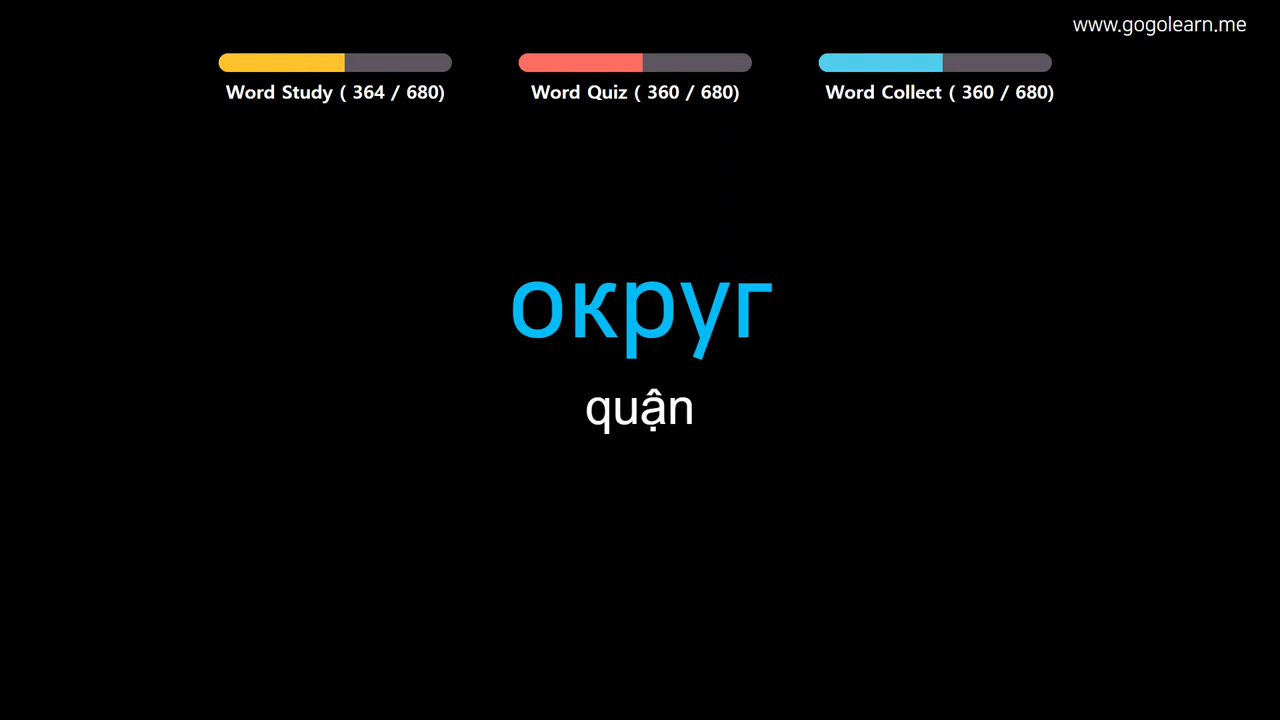 www.gogolearn.me
Word Study ( 364 / 680)
Word Quiz ( 360 / 680)
Word Collect ( 360 / 680)
округ
quận